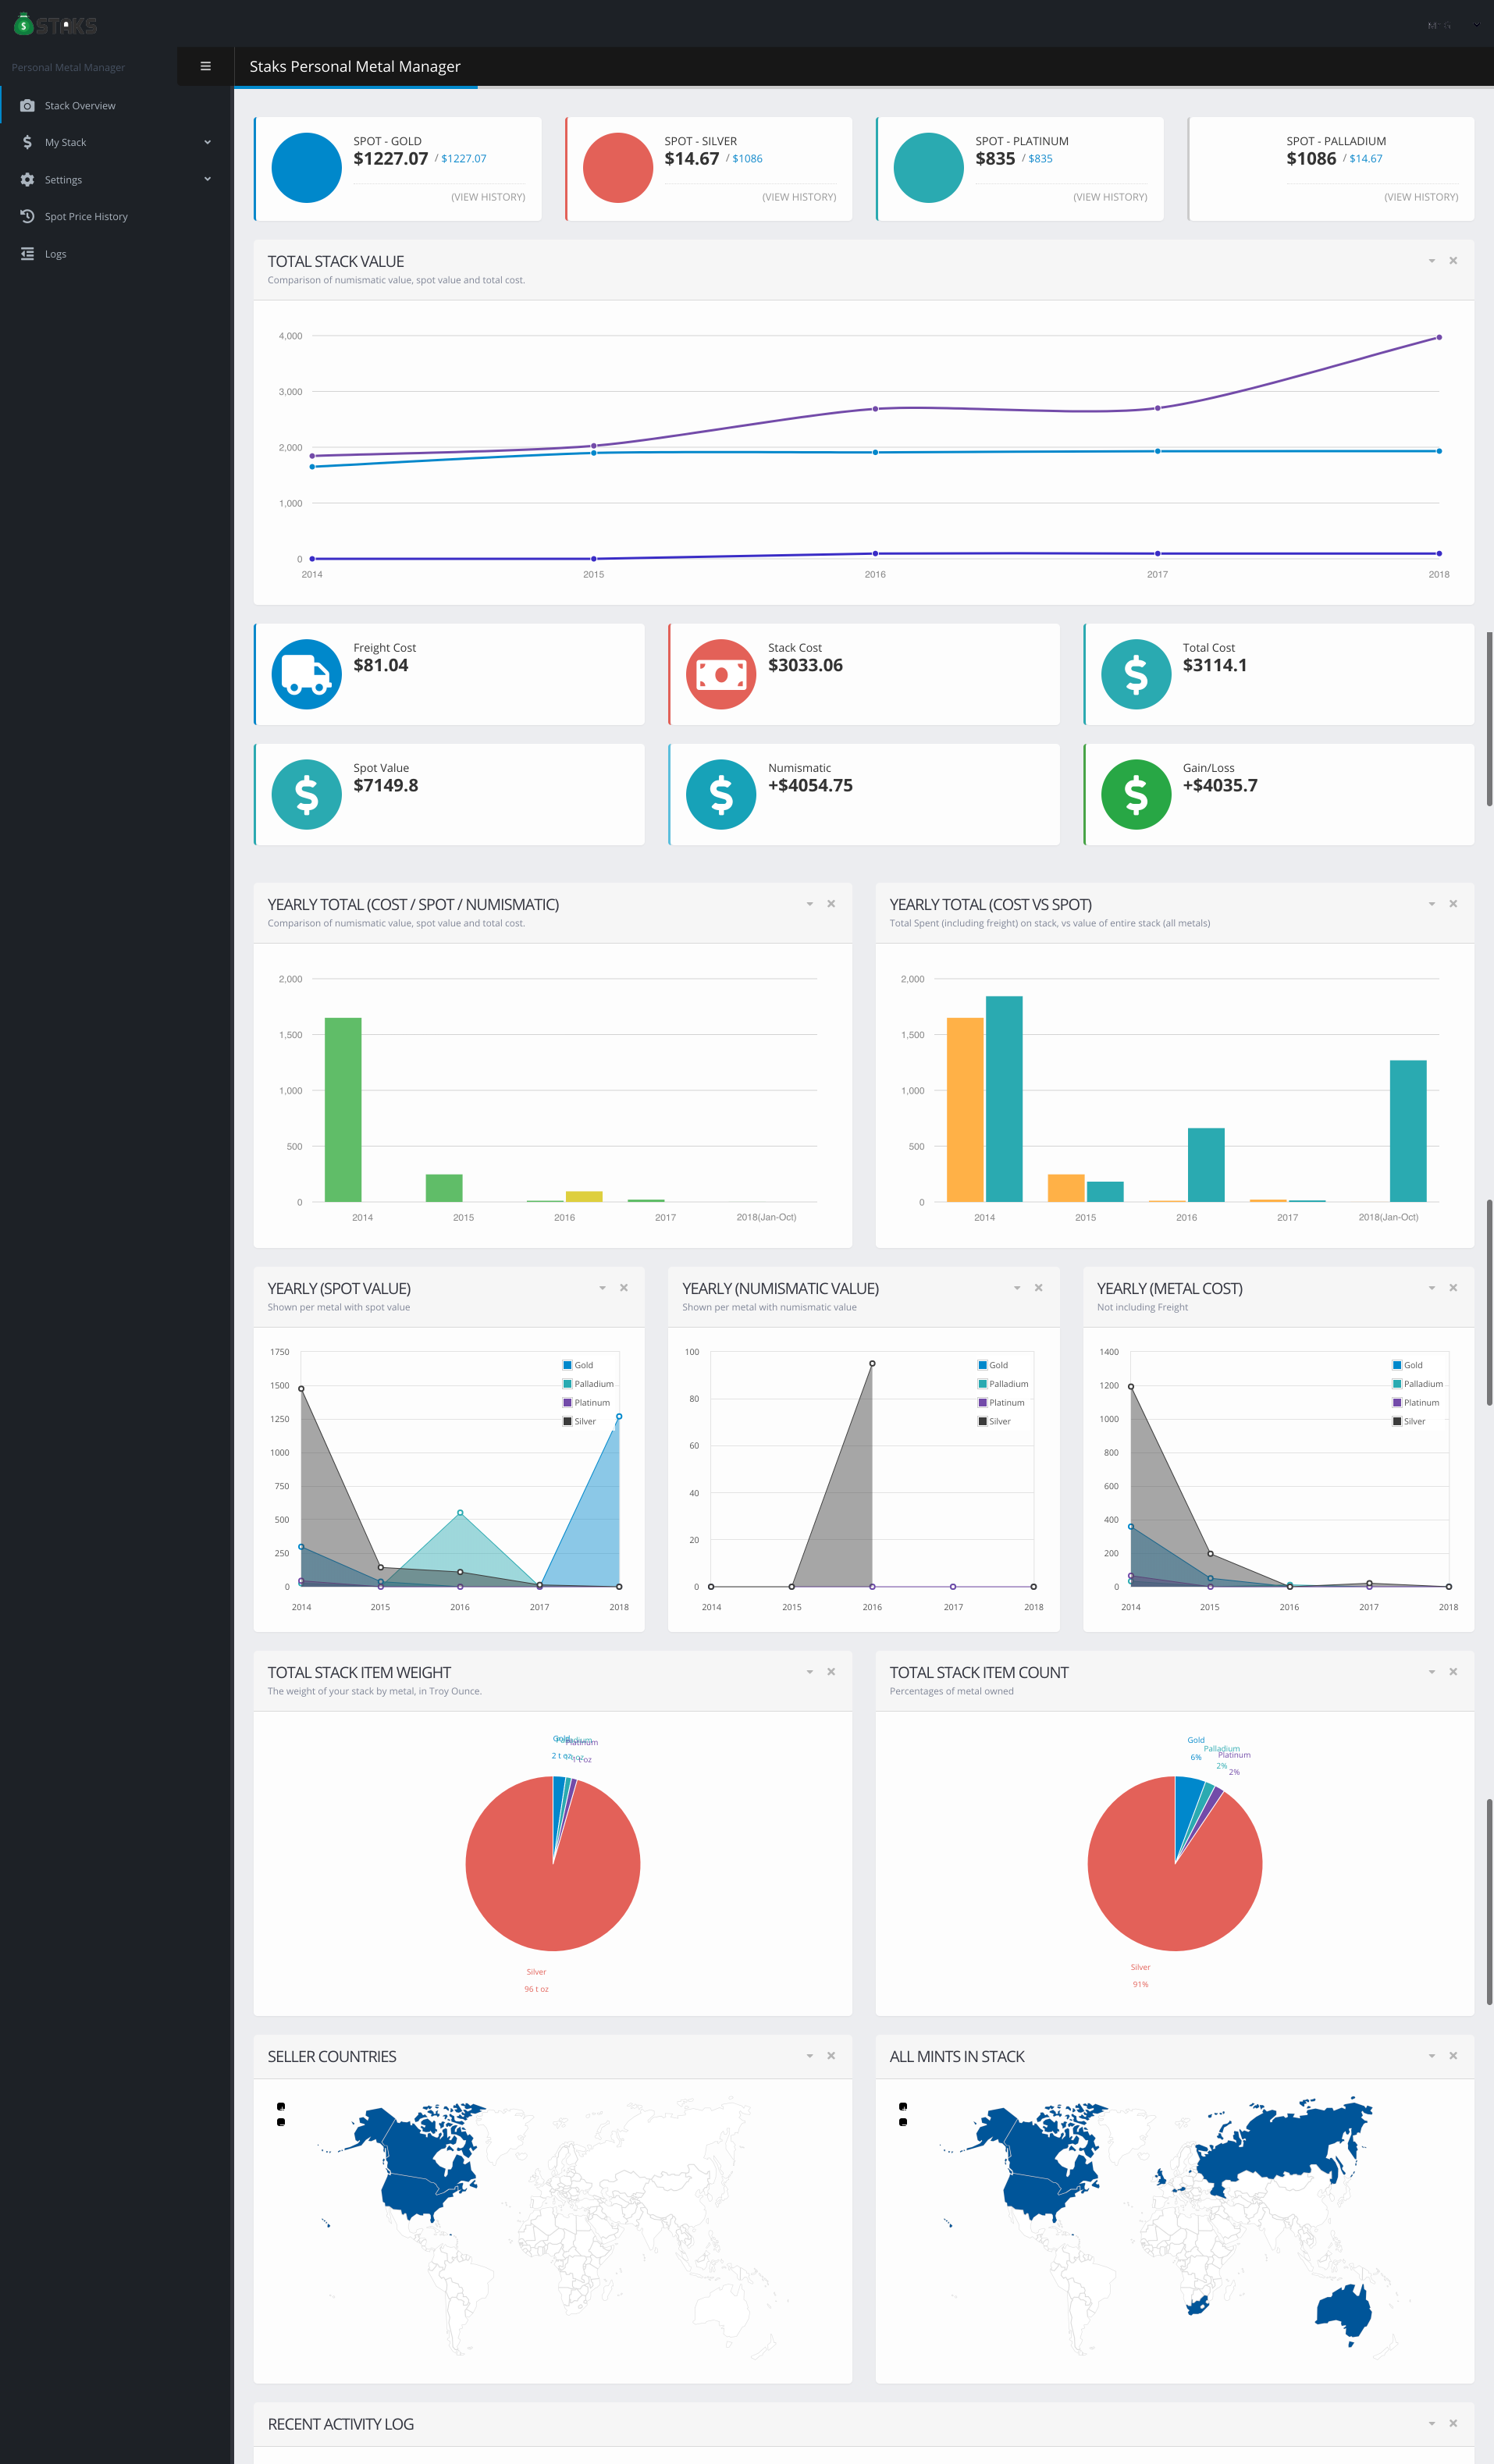 STAKS
Personal Metal Manager
Staks Personal Metal Manager
Stack Overview
My Stack
Settings
Spot Price History
Logs
SPOT - GOLD
$1227.07 / $1227.07
(VIEW HISTORY)
SPOT - SILVER
$14.67 / $1086
(VIEW HISTORY)
SPOT - PLATINUM
$835 / $835
(VIEW HISTORY)
SPOT - PALLADIUM
$1086 / $14.67
(VIEW HISTORY)
TOTAL STACK VALUE
Comparison of numismatic value, spot value and total cost.
4,000
3,000
2,000
1,000
0
2014 2015 2016 2017 2018
Freight Cost
$81.04
Stack Cost
$3033.06
Total Cost
$3114.1
Spot Value
$7149.8
Numismatic
+$4054.75
Gain/Loss
+$4035.7
YEARLY TOTAL (COST / SPOT / NUMISMATIC)
Comparison of numismatic value, spot value and total cost.
2,000
1,500
1,000
500
0
2014 2015 2016 2017 2018(Jan-Oct)
YEARLY TOTAL (COST VS SPOT)
Total Spent (including freight) on stack, vs value of entire stack (all metals)
2,000
1,500
1,000
500
0
2014 2015 2016 2017 2018(Jan-Oct)
YEARLY (SPOT VALUE)
Shown per metal with spot value
1750
1500
1250
1000
750
500
250
0
Gold
Palladium
Platinum
Silver
2014 2015 2016 2017 2018
YEARLY (NUMISMATIC VALUE)
Shown per metal with numismatic value
100
80
60
40
20
0
Gold
Palladium
Platinum
Silver
2014 2015 2016 2017 2018
YEARLY (METAL COST)
Not including Freight
1400
1200
1000
800
600
400
200
0
Gold
Palladium
Platinum
Silver
2014 2015 2016 2017 2018
TOTAL STACK ITEM WEIGHT
The weight of your stack by metal, in Troy Ounce.
Gold
Palladium
Platinum
2 t oz
Silver
96 t oz
TOTAL STACK ITEM COUNT
Percentages of metal owned
Gold
6%
Palladium
2%
Platinum
2%
Silver
91%
SELLER COUNTRIES
ALL MINTS IN STACK
RECENT ACTIVITY LOG